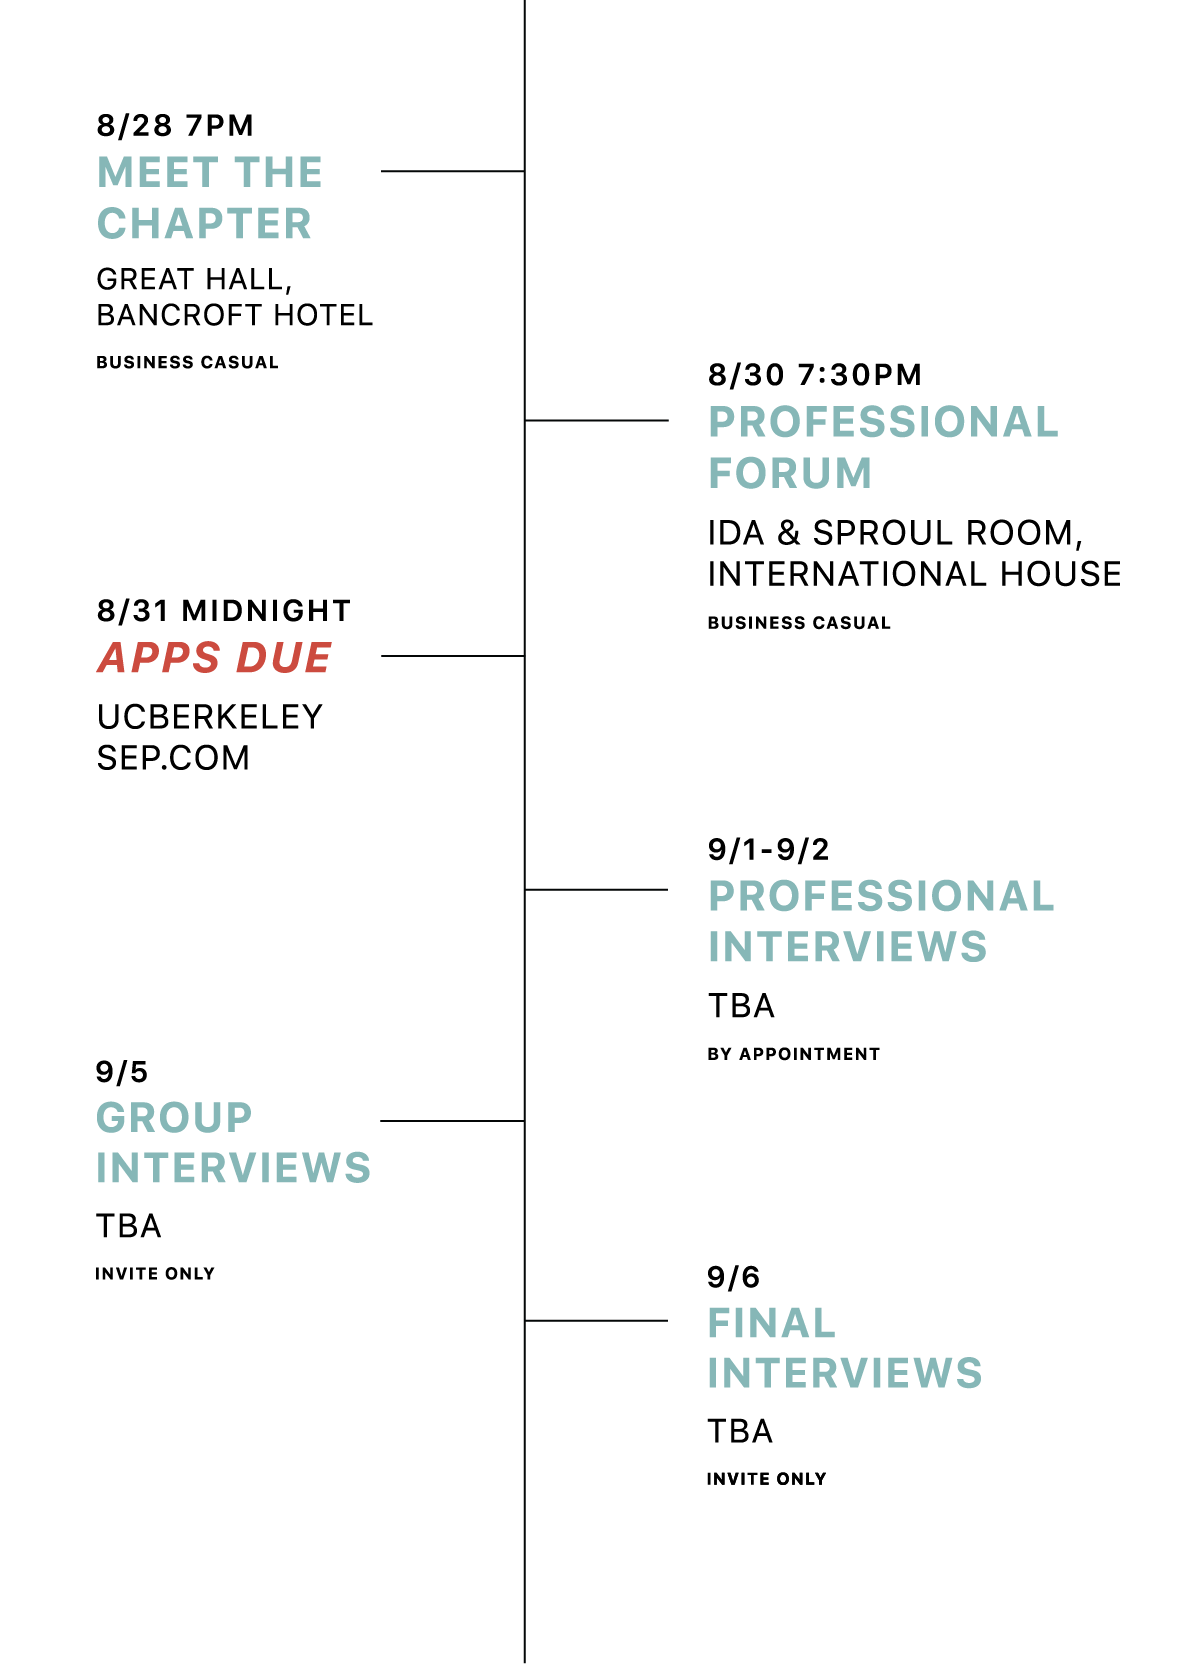 8/28 7PM
MEET THE
CHAPTER
GREAT HALL,
BANCROFT HOTEL
BUSINESS CASUAL
8/30 7:30PM
PROFESSIONAL
FORUM
IDA & SPROUL ROOM,
INTERNATIONAL HOUSE
BUSINESS CASUAL
8/31 MIDNIGHT
APPS DUE
UCBERKELEY
SEP.COM
9/1-9/2
PROFESSIONAL
INTERVIEWS
TBA
BY APPOINTMENT
9/5
GROUP
INTERVIEWS
TBA
INVITE ONLY
9/6
FINAL
INTERVIEWS
TBA
INVITE ONLY